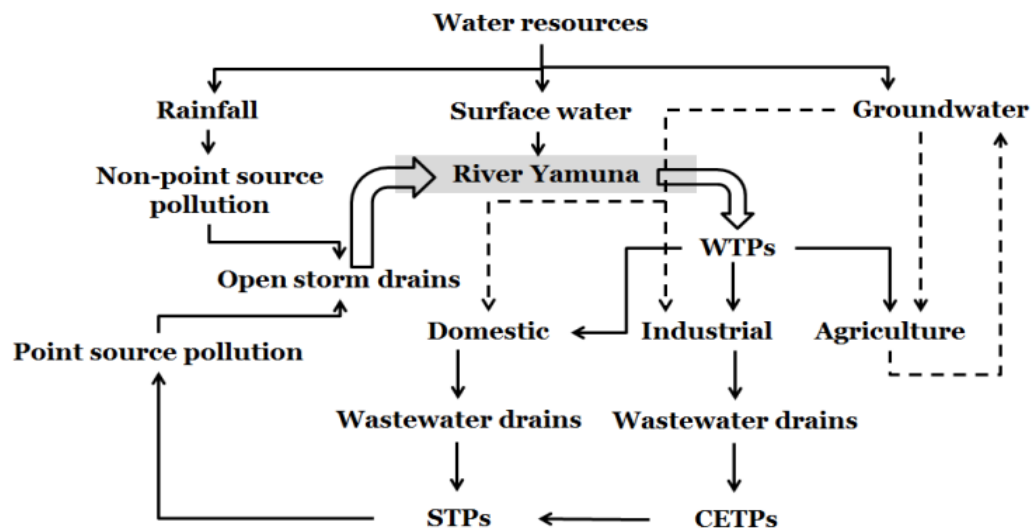 Water resources
Rainfall
Surface water
Groundwater
Non-point source
pollution
River Yamuna
WTPs
Open storm drains
Domestic
Industrial
Agriculture
Point source pollution
Wastewater drains
Wastewater drains
STPs
CETPs